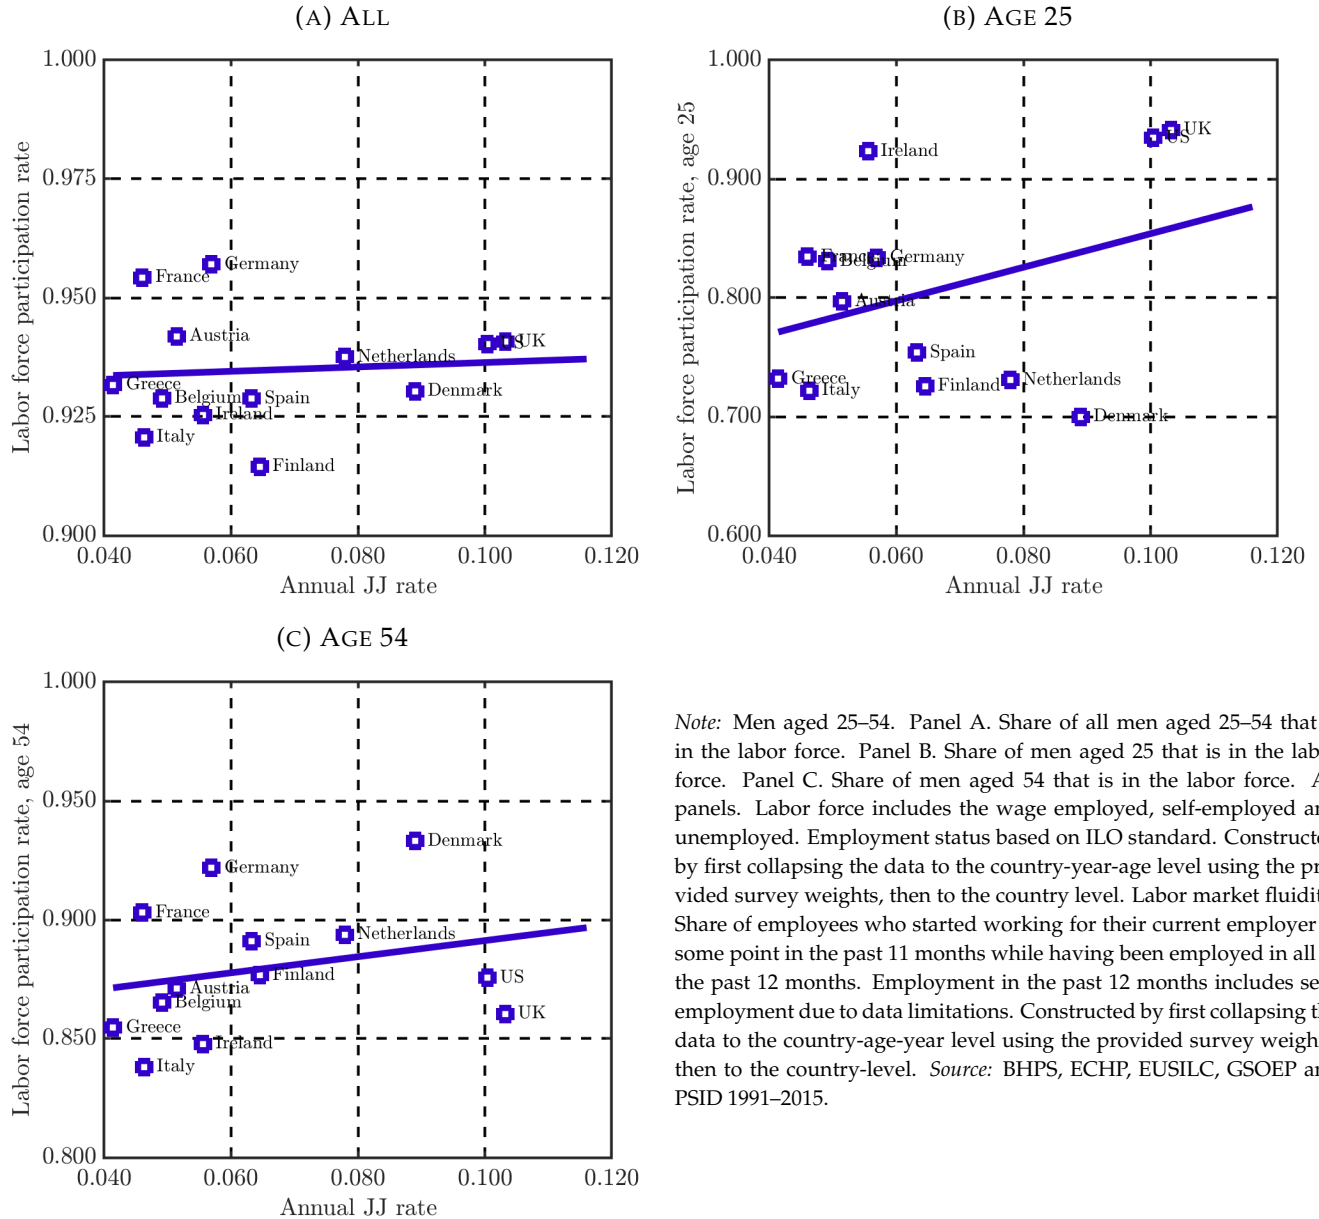 (A) ALL
1.000
0.975
0.950
0.925
0.900
0.040
0.060
0.080
0.100
0.120
Labor force participation rate
Annual JJ rate
Germany
France
Austria
Netherlands
US
UK
Greece
Belgium
Spain
Denmark
Ireland
Italy
Finland
(B) AGE 25
1.000
0.900
0.800
0.700
0.600
0.040
0.060
0.080
0.100
0.120
Labor force participation rate, age 25
Annual JJ rate
UK
US
Ireland
France
Belgium
Germany
Austria
Spain
Greece
Italy
Finland
Netherlands
Denmark
(C) AGE 54
1.000
0.950
0.900
0.850
0.800
0.040
0.060
0.080
0.100
0.120
Labor force participation rate, age 54
Annual JJ rate
Denmark
Germany
France
Spain
Netherlands
Finland
US
Austria
Belgium
UK
Greece
Ireland
Italy
Note: Men aged 25–54. Panel A. Share of all men aged 25–54 that
in the labor force. Panel B. Share of men aged 25 that is in the lab
force. Panel C. Share of men aged 54 that is in the labor force. A
panels. Labor force includes the wage employed, self-employed an
unemployed. Employment status based on ILO standard. Constructe
by first collapsing the data to the country-year-age level using the pr
vided survey weights, then to the country level. Labor market fluidit
Share of employees who started working for their current employer
some point in the past 11 months while having been employed in all
the past 12 months. Employment in the past 12 months includes se
employment due to data limitations. Constructed by first collapsing th
data to the country-age-year level using the provided survey weigh
then to the country-level. Source: BHPS, ECHP, EUSILC, GSOEP an
PSID 1991–2015.